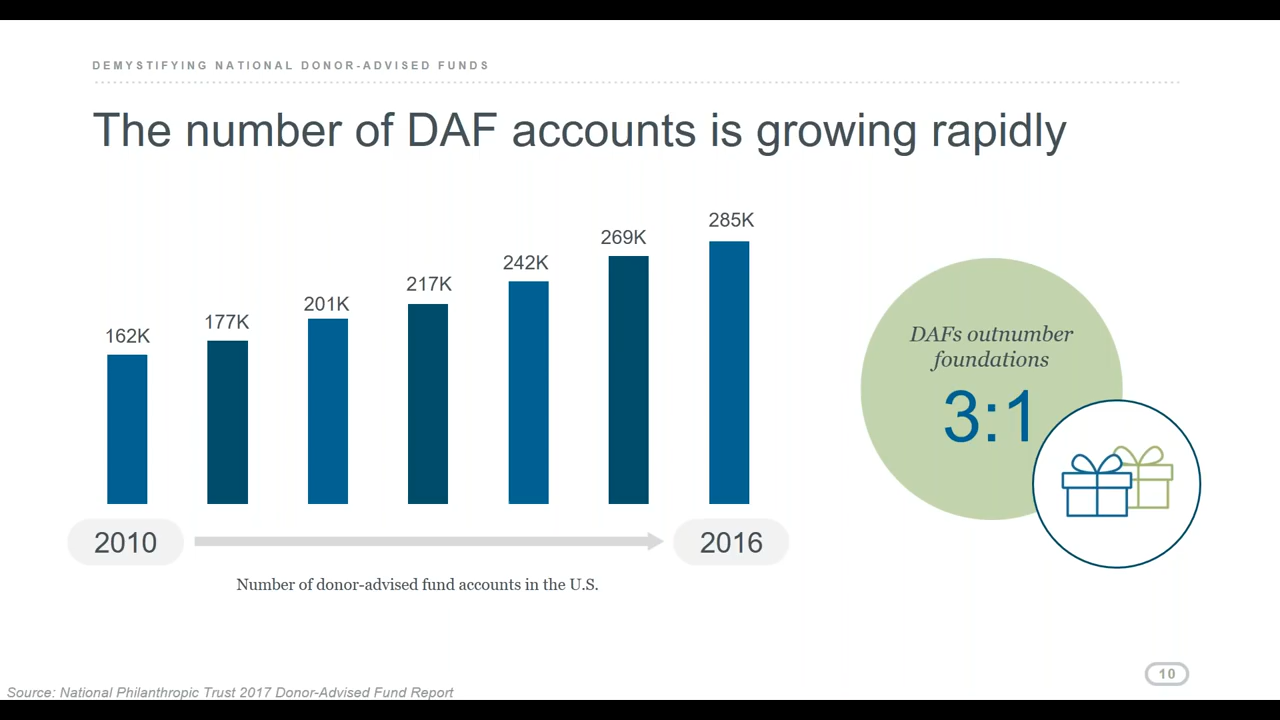 DEMYSTIFYING NATIONAL DONOR-ADVISED FUNDS
The number of DAF accounts is growing rapidly
162K
177K
201K
217K
242K
269K
285K
2010
2016
Number of donor-advised fund accounts in the U.S.
DAFs outnumber
foundations
3:1
10
Source: National Philanthropic Trust 2017 Donor-Advised Fund Report